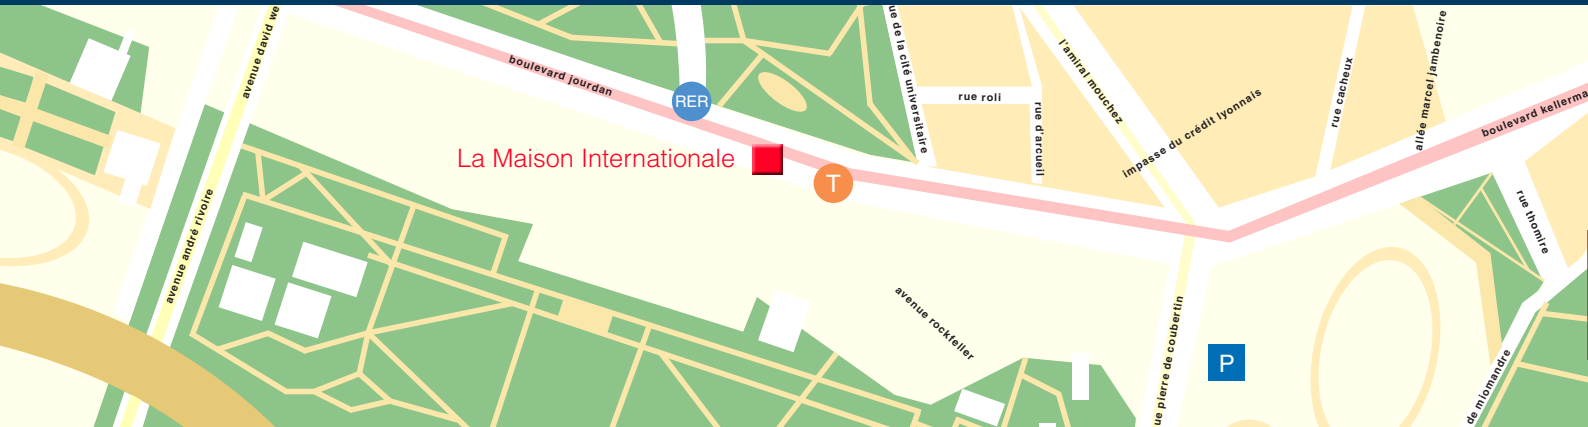 avenue david we
boulevard jourdan
RER
La Maison Internationale
T
ue de la cité universitaire
rue roli
rue d'arcueil
l'amiral mouchez
impasse du crédit lyonnais
rue cacheux
allée marcel jambenoire
boulevard kellerma
rue thomire
avenue andré rivoire
avenue rockfeller
ue pierre de coubertin
P
de miomandre